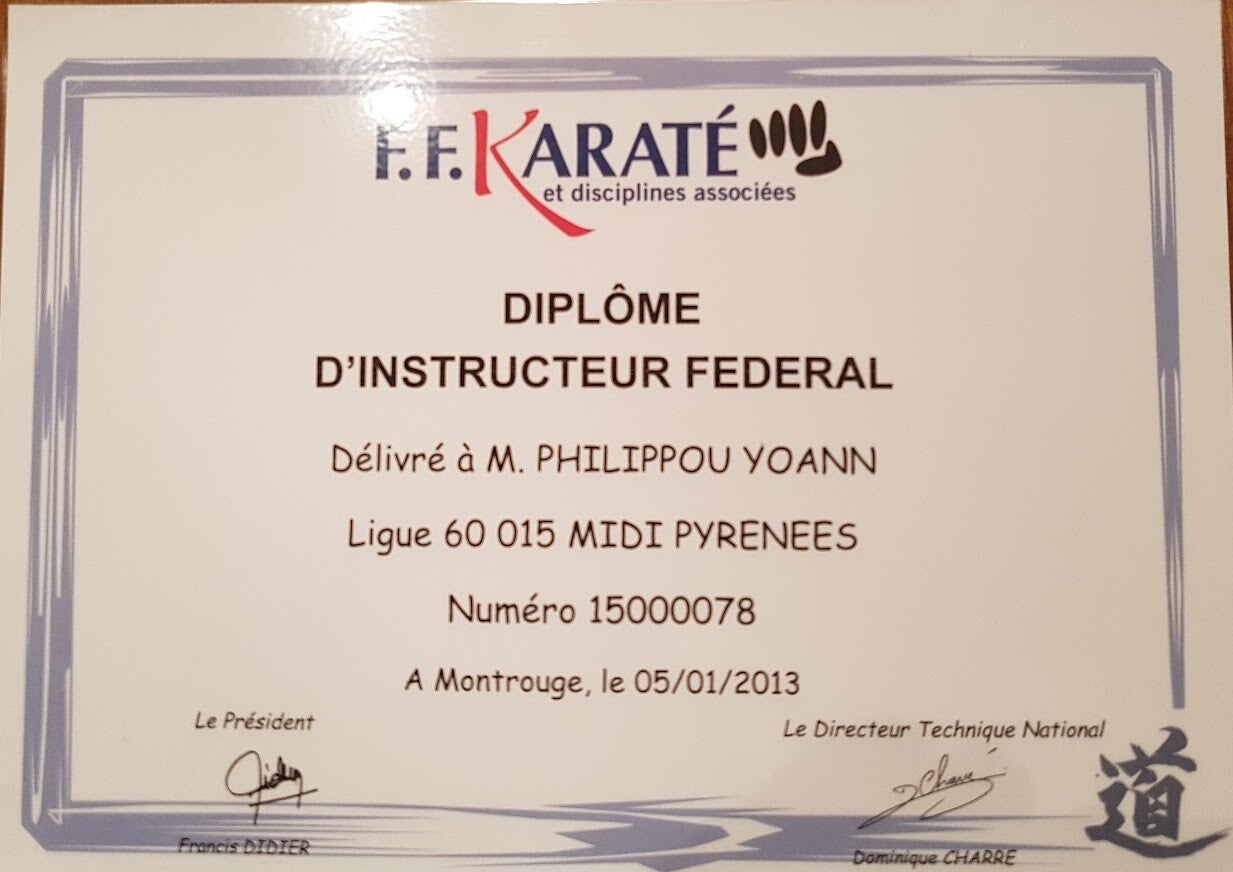 F.F.KARATÉ
et disciplines associées
DIPLÔME
D'INSTRUCTEUR FEDERAL
Délivré à M. PHILIPPOU YOANN
Ligue 60 015 MIDI PYRENEES
Numéro 15000078
A Montrouge, le 05/01/2013
Le Président
Le Directeur Technique National
Francis DIDIER
Dominique CHARRE
道